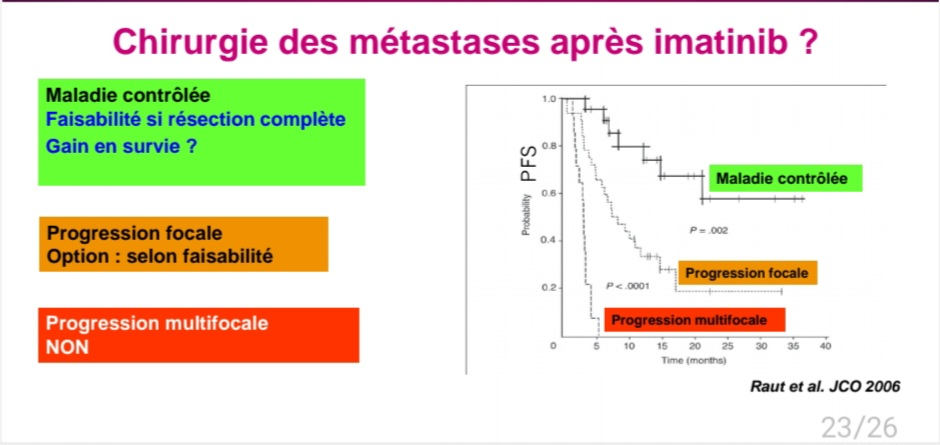 Chirurgie des métastases après imatinib ?
Maladie contrôlée
Faisabilité si résection complète
Gain en survie ?
Progression focale
Option : selon faisabilité
Progression multifocale
NON
PFS
Probability
1.0
0.8
0.6
0.4
0.2
Maladie contrôlée
P = .002
Progression focale
P < .0001
Progression multifocale
0 5 10 15 20 25 30 35 40
Time (months)
Raut et al. JCO 2006
23/26